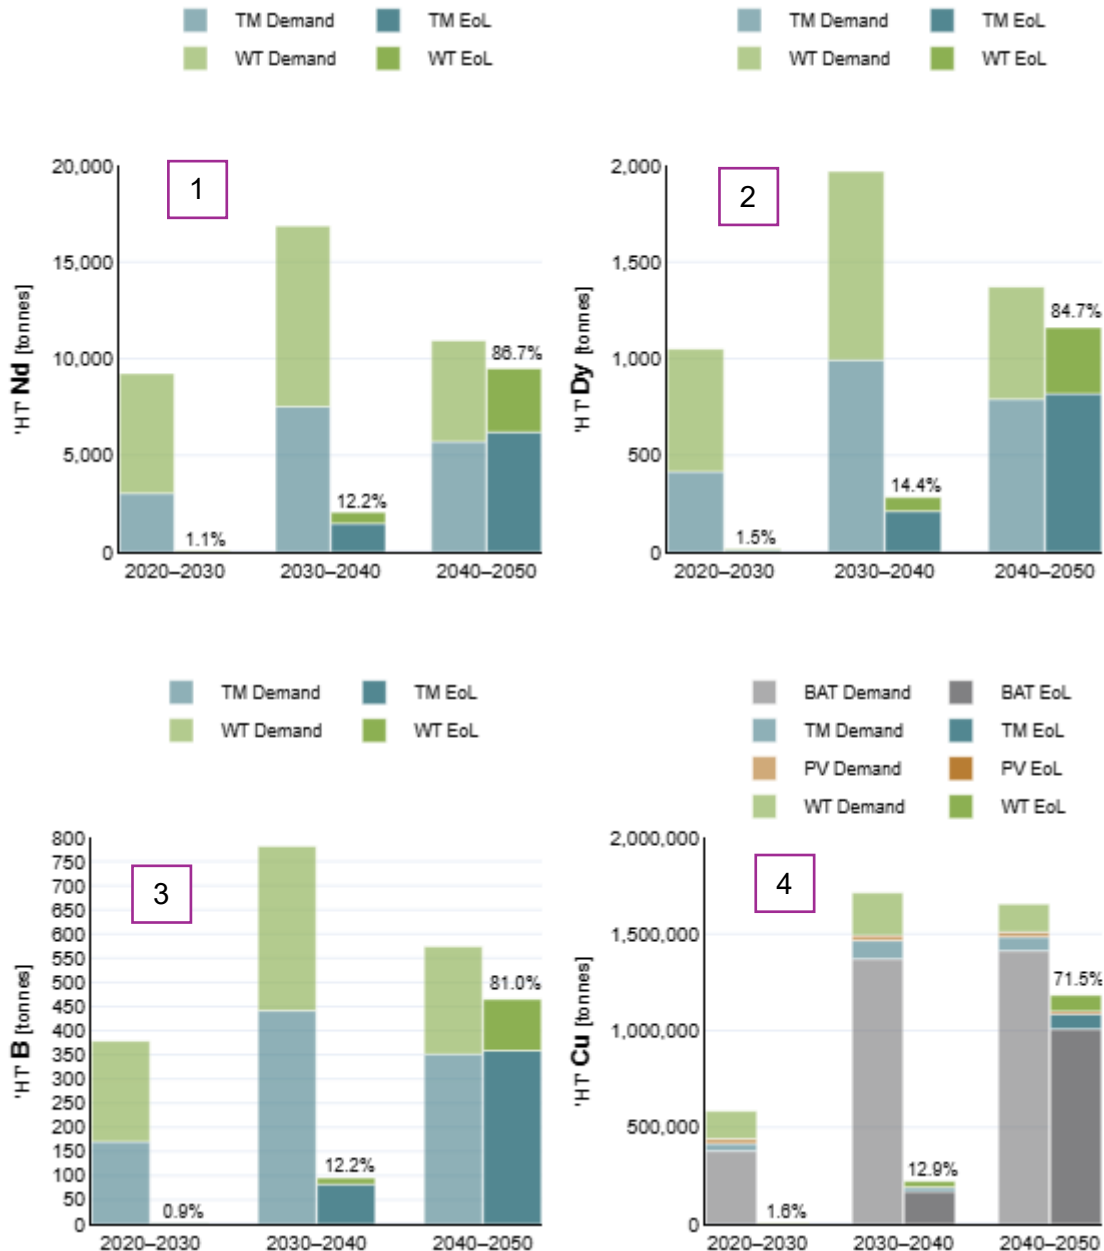 TM Demand TM EoL
WT Demand WT EoL
TM Demand TM EoL
WT Demand WT EoL
1
'HT' Nd [tonnes]
20,000
15,000
10,000
5,000
0
1.1%
12.2%
86.7%
2020–2030 2030–2040 2040–2050
2
'HT' Dy [tonnes]
2,000
1,500
1,000
500
0
1.5%
14.4%
84.7%
2020–2030 2030–2040 2040–2050
TM Demand TM EoL
WT Demand WT EoL
3
'HT' B [tonnes]
800
750
700
650
600
550
500
450
400
350
300
250
200
150
100
50
0
0.9%
12.2%
81.0%
2020–2030 2030–2040 2040–2050
BAT Demand BAT EoL
TM Demand TM EoL
PV Demand PV EoL
WT Demand WT EoL
4
'HT' Cu [tonnes]
2,000,000
1,500,000
1,000,000
500,000
0
1.6%
12.9%
71.5%
2020–2030 2030–2040 2040–2050